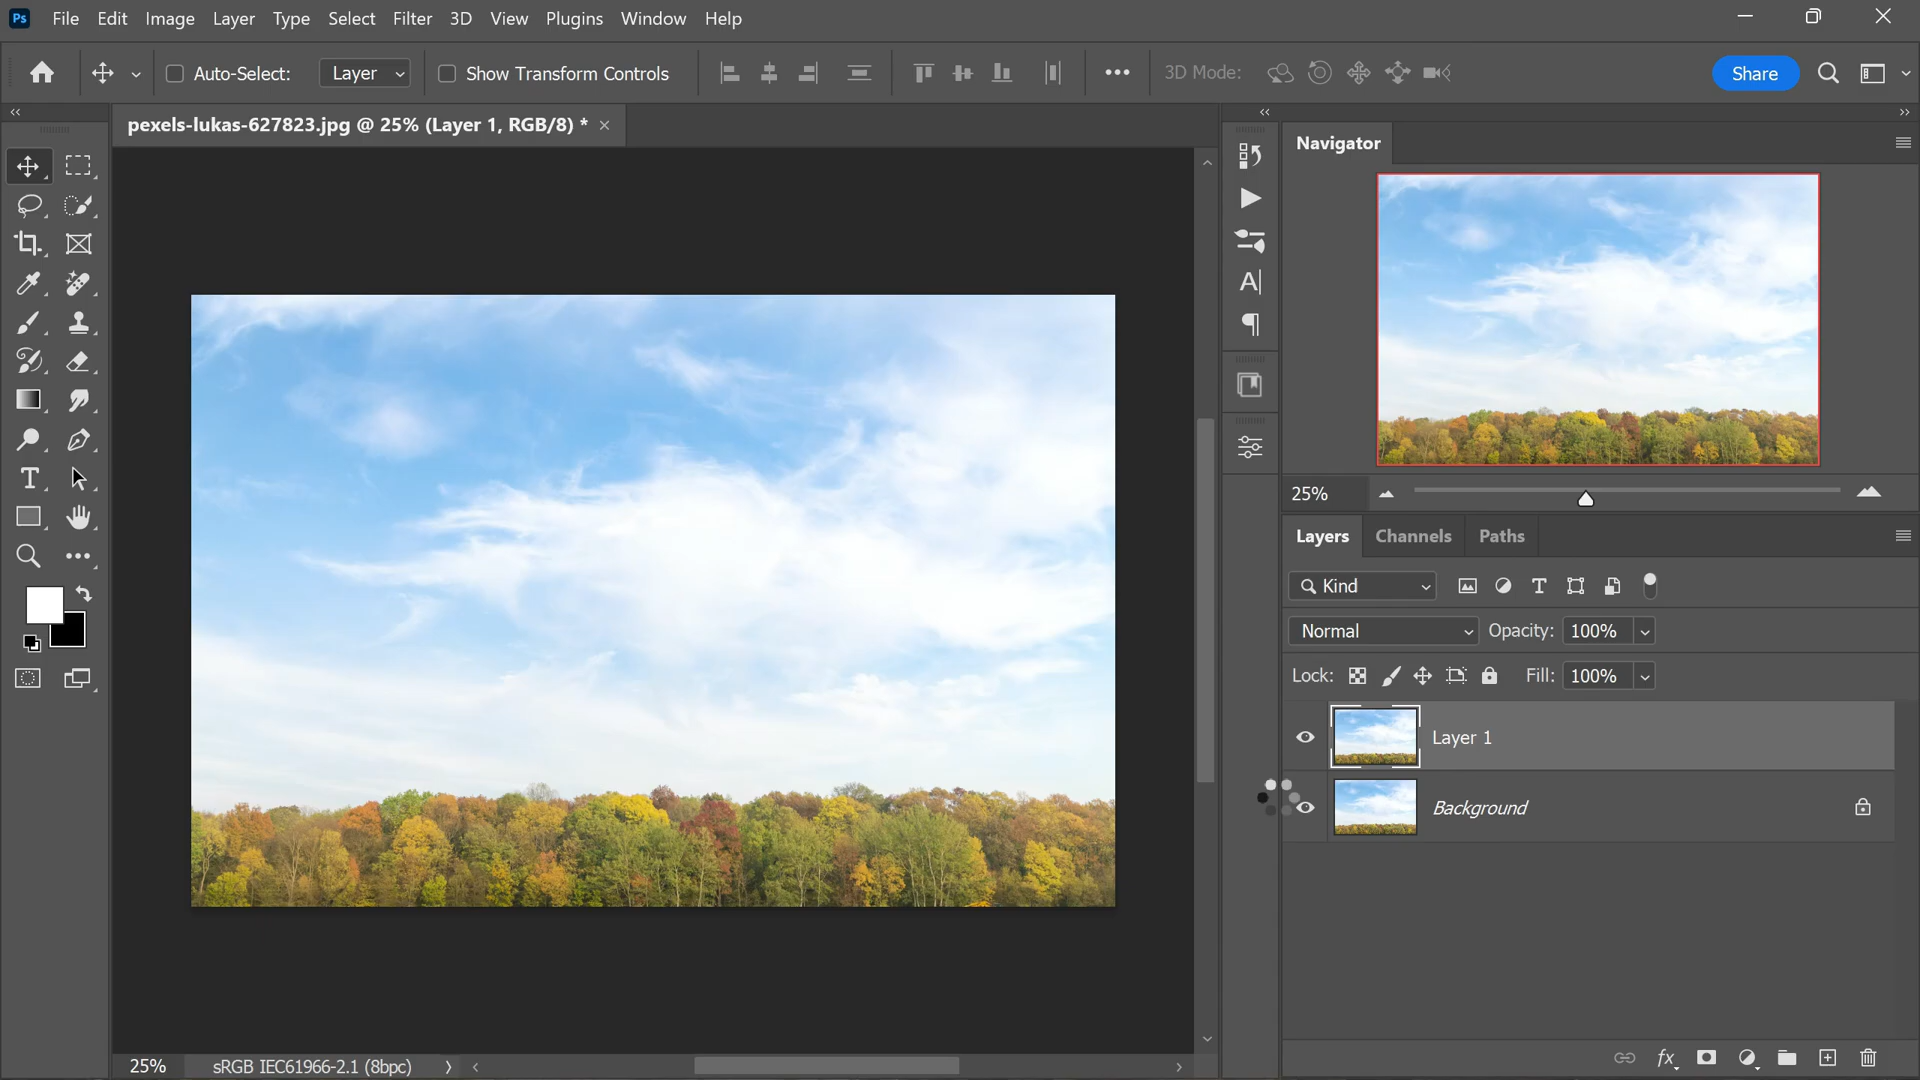 Ps File Edit Image Layer Type Select Filter 3D View Plugins Window Help
Auto-Select: Layer Show Transform Controls 3D Mode: Share
pexels-lukas-627823.jpg @ 25% (Layer 1, RGB/8) *
Navigator
25%
Layers Channels Paths
Kind
Normal Opacity: 100%
Lock: Fill: 100%
Layer 1
Background
fx
25% sRGB IEC61966-2.1 (8bpc)